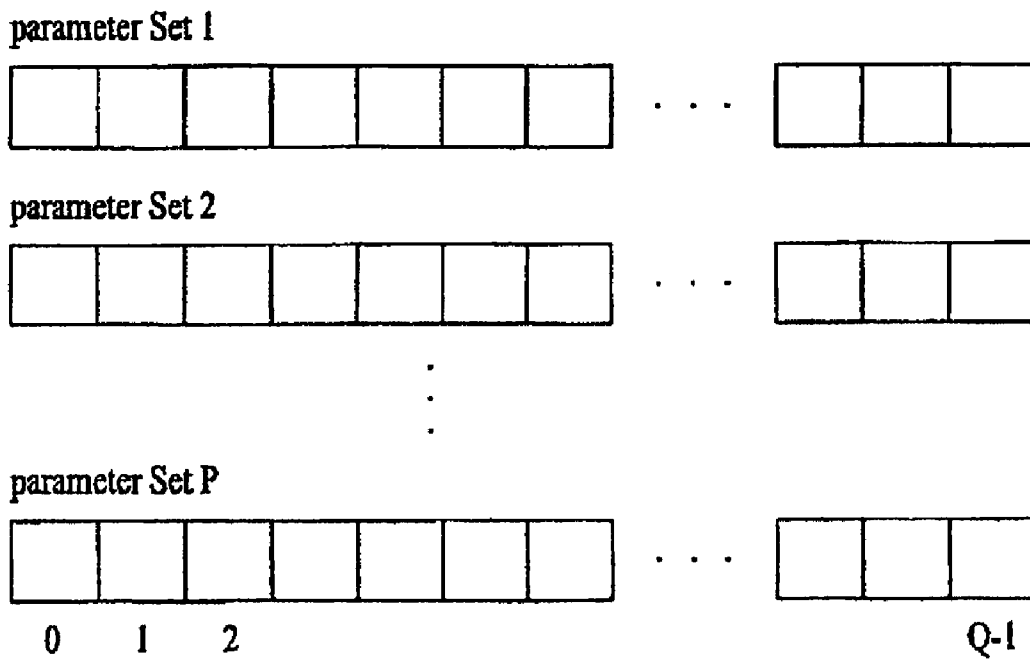 parameter Set 1
. . .
parameter Set 2
. . .
.
.
.
parameter Set P
. . .
0 1 2 Q-1